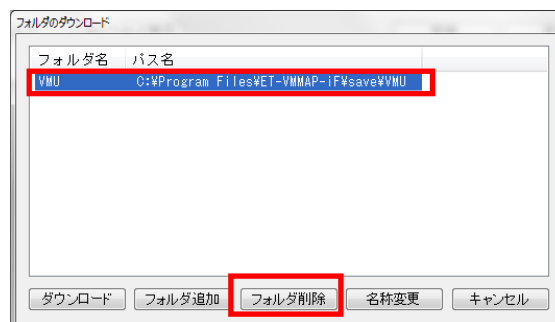 フォルダのダウンロード
フォルダ名 パス名
VMU C:¥Program Files¥ET-VMMAP-iF¥save¥VMU
ダウンロード フォルダ追加 フォルダ削除 名称変更 キャンセル